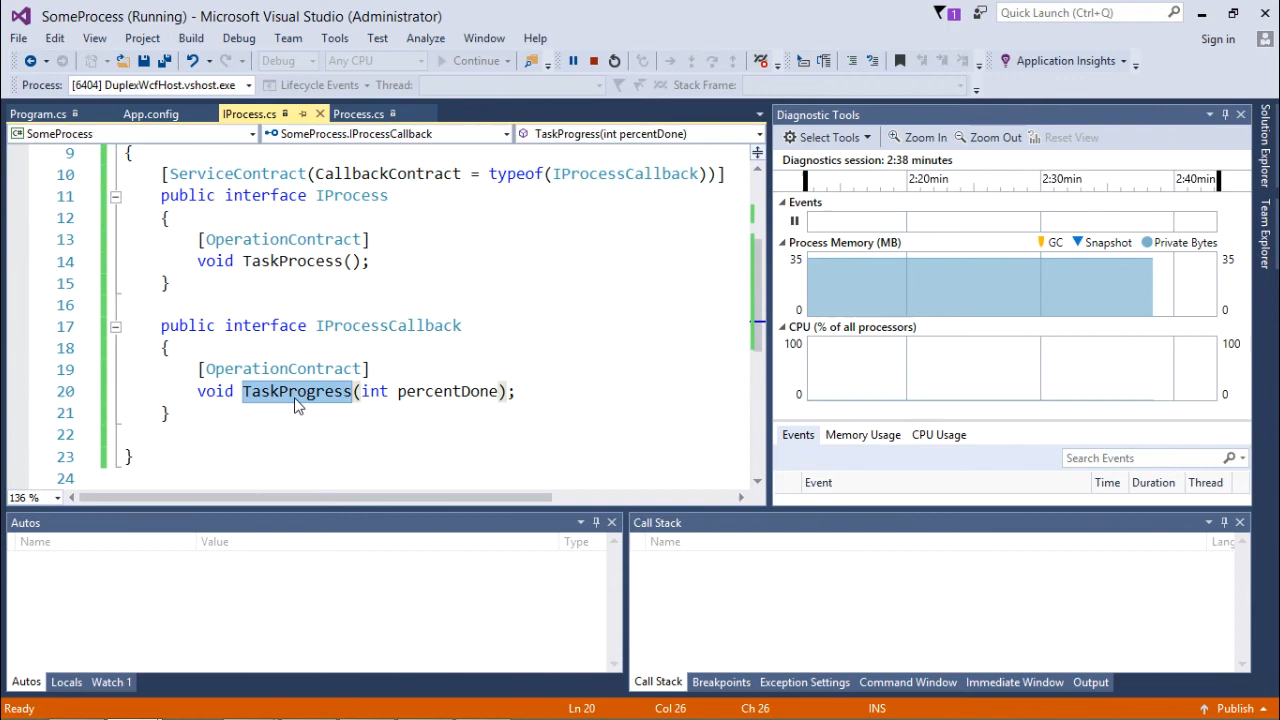 SomeProcess (Running) - Microsoft Visual Studio (Administrator)
1
Quick Launch (Ctrl+Q)
File Edit View Project Build Debug Team Tools Test Analyze Window Help
Sign in
Debug Any CPU Continue Application Insights
Process: [6404] DuplexWcfHost.vshost.exe Lifecycle Events Thread: Stack Frame:
Program.cs App.config IProcess.cs Process.cs
SomeProcess SomeProcess.IProcessCallback TaskProgress(int percentDone)
9 {
10 [ServiceContract(CallbackContract = typeof(IProcessCallback))]
11 public interface IProcess
12 {
13 [OperationContract]
14 void TaskProcess();
15 }
16
17 public interface IProcessCallback
18 {
19 [OperationContract]
20 void TaskProgress(int percentDone);
21 }
22
23 }
24
136 %
Diagnostic Tools
Select Tools Zoom In Zoom Out Reset View
Diagnostics session: 2:38 minutes
2:20min 2:30min 2:40min
Events
Process Memory (MB) GC Snapshot Private Bytes
35 35
0 0
CPU (% of all processors)
100 100
0 0
Events Memory Usage CPU Usage
Search Events
Event Time Duration Thread
Solution Explorer
Team Explorer
Autos
Name Value Type
Autos Locals Watch 1
Call Stack
Name Lang
Call Stack Breakpoints Exception Settings Command Window Immediate Window Output
Ready Ln 20 Col 26 Ch 26 INS Publish